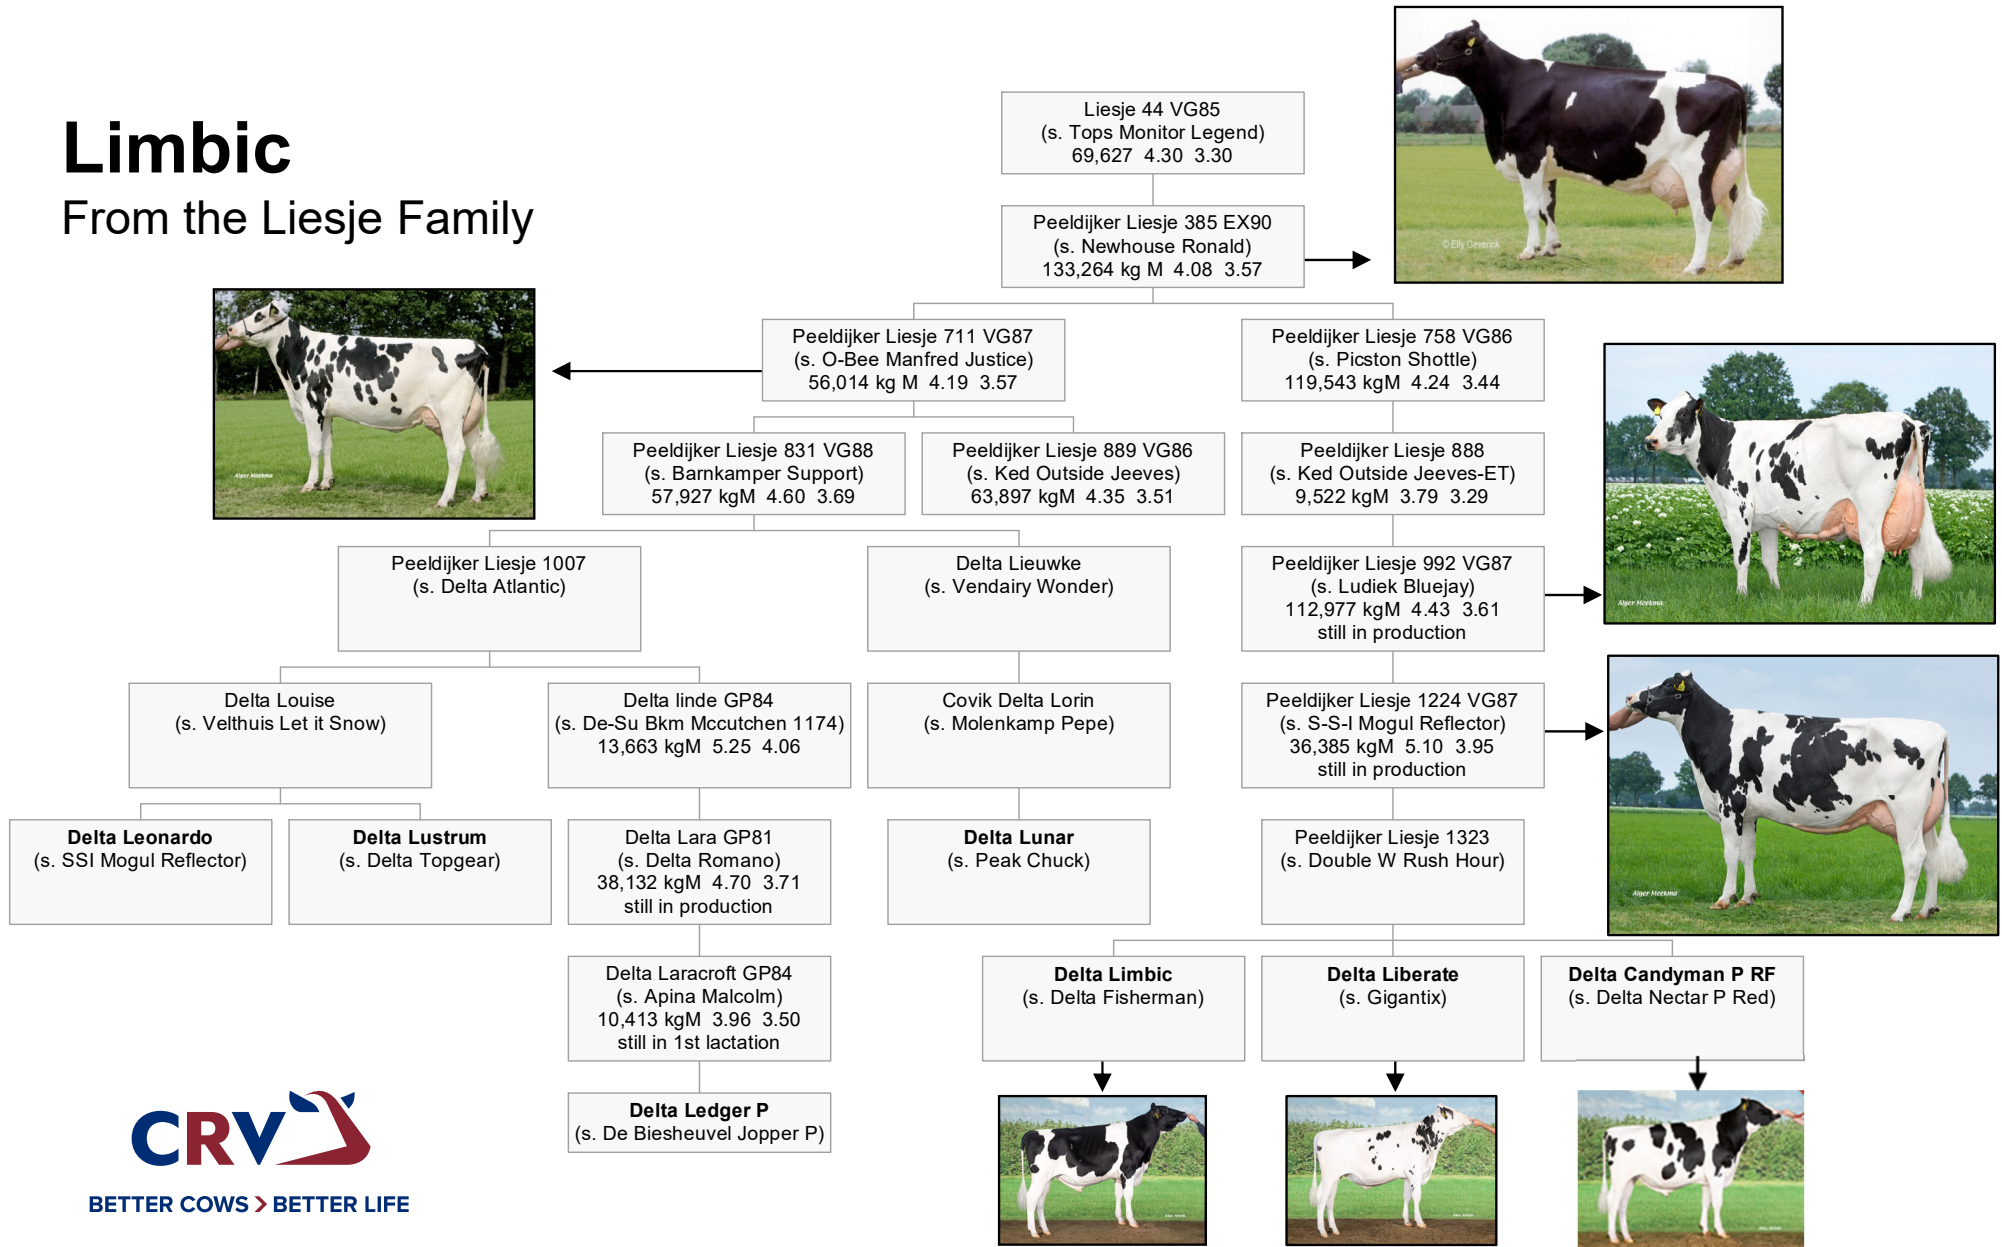 Limbic
From the Liesje Family
Liesje 44 VG85
(s. Tops Monitor Legend)
69,627 4.30 3.30
Peeldijker Liesje 385 EX90
(s. Newhouse Ronald)
133,264 kg M 4.08 3.57
© Elly Geverink
Peeldijker Liesje 711 VG87
(s. O-Bee Manfred Justice)
56,014 kg M 4.19 3.57
Peeldijker Liesje 758 VG86
(s. Picston Shottle)
119,543 kgM 4.24 3.44
Alger Meekma
Peeldijker Liesje 831 VG88
(s. Barnkamper Support)
57,927 kgM 4.60 3.69
Peeldijker Liesje 889 VG86
(s. Ked Outside Jeeves)
63,897 kgM 4.35 3.51
Peeldijker Liesje 888
(s. Ked Outside Jeeves-ET)
9,522 kgM 3.79 3.29
Peeldijker Liesje 1007
(s. Delta Atlantic)
Delta Lieuwke
(s. Vendairy Wonder)
Peeldijker Liesje 992 VG87
(s. Ludiek Bluejay)
112,977 kgM 4.43 3.61
still in production
Alger Meekma
Delta Louise
(s. Velthuis Let it Snow)
Delta linde GP84
(s. De-Su Bkm Mccutchen 1174)
13,663 kgM 5.25 4.06
Covik Delta Lorin
(s. Molenkamp Pepe)
Peeldijker Liesje 1224 VG87
(s. S-S-I Mogul Reflector)
36,385 kgM 5.10 3.95
still in production
Alger Meekma
Delta Leonardo
(s. SSI Mogul Reflector)
Delta Lustrum
(s. Delta Topgear)
Delta Lara GP81
(s. Delta Romano)
38,132 kgM 4.70 3.71
still in production
Delta Lunar
(s. Peak Chuck)
Peeldijker Liesje 1323
(s. Double W Rush Hour)
Delta Laracroft GP84
(s. Apina Malcolm)
10,413 kgM 3.96 3.50
still in 1st lactation
Delta Limbic
(s. Delta Fisherman)
Delta Liberate
(s. Gigantix)
Delta Candyman P RF
(s. Delta Nectar P Red)
Delta Ledger P
(s. De Biesheuvel Jopper P)
CRV
BETTER COWS > BETTER LIFE